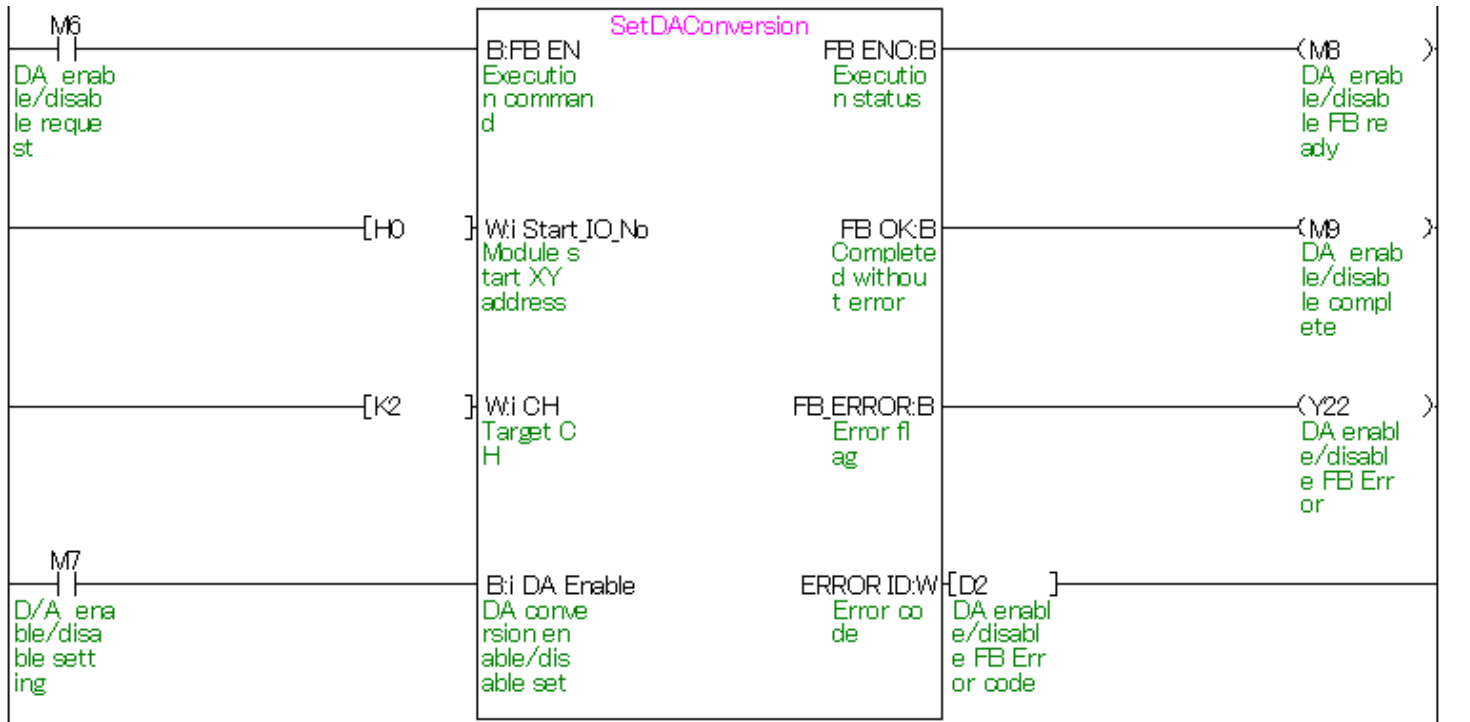 SetDAConversion
M6
B:FB EN
FB ENO:B
(M8 )
DA enab
le/disab
le reque
st
Executio
n comman
d
Executio
n status
DA enab
le/disab
le FB re
ady
[H0 ]
W:i Start_IO_No
FB OK:B
(M9 )
Module s
tart XY
address
Complete
d withou
t error
DA enab
le/disab
le compl
ete
[K2 ]
W:i CH
FB_ERROR:B
(Y22 )
Target C
H
Error fl
ag
DA enabl
e/disabl
e FB Err
or
M7
B:i DA Enable
ERROR ID:W
[D2 ]
D/A ena
ble/disa
ble sett
ing
DA conve
rsion en
able/dis
able set
Error co
de
DA enabl
e/disabl
e FB Err
or code